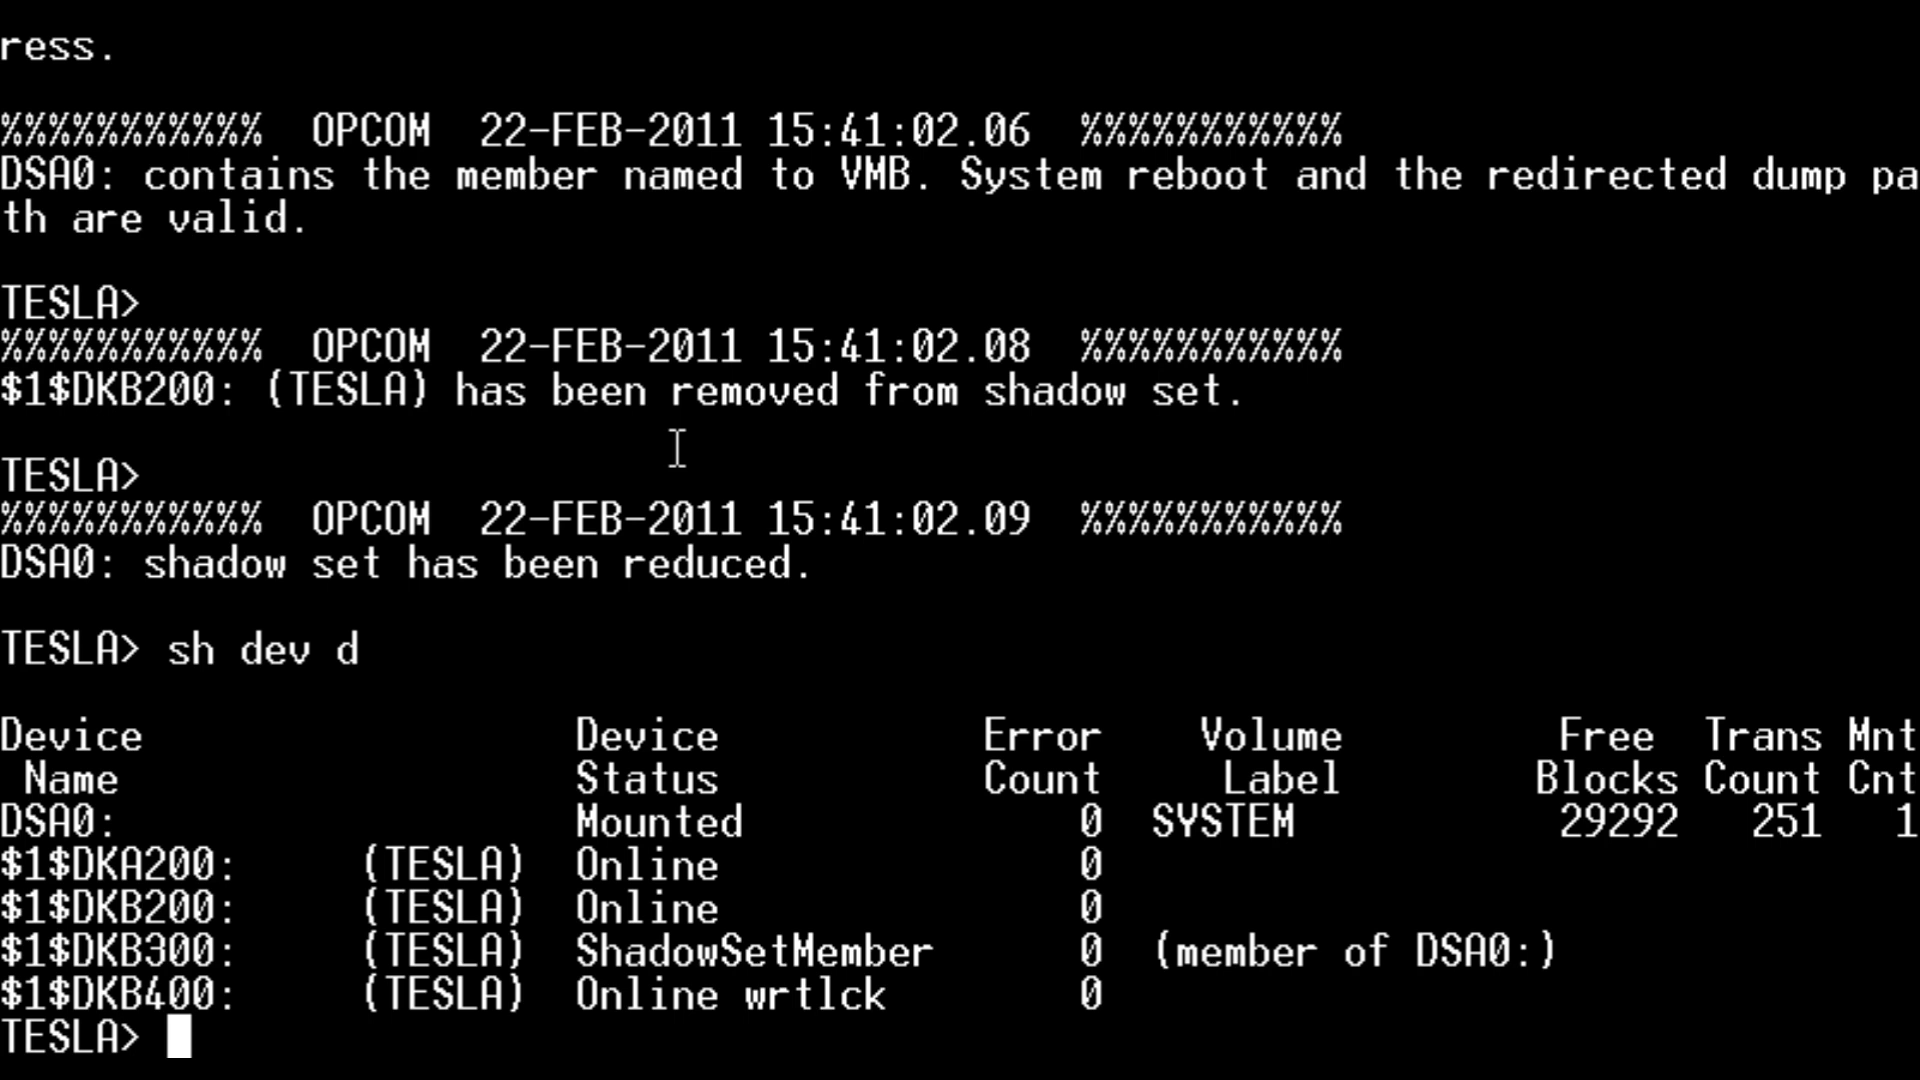 ress.
%%%%%%%%%%%  OPCOM  22-FEB-2011 15:41:02.06  %%%%%%%%%%%
DSA0: contains the member named to VMB. System reboot and the redirected dump pa
th are valid.
TESLA>
%%%%%%%%%%%  OPCOM  22-FEB-2011 15:41:02.08  %%%%%%%%%%%
$1$DKB200: (TESLA) has been removed from shadow set.
TESLA>
%%%%%%%%%%%  OPCOM  22-FEB-2011 15:41:02.09  %%%%%%%%%%%
DSA0: shadow set has been reduced.
TESLA> sh dev d
Device                  Device           Error    Volume         Free  Trans Mnt
 Name                   Status           Count     Label        Blocks Count Cnt
DSA0:                   Mounted              0  SYSTEM           29292   251   1
$1$DKA200:     (TESLA)  Online               0
$1$DKB200:     (TESLA)  Online               0
$1$DKB300:     (TESLA)  ShadowSetMember      0  (member of DSA0:)
$1$DKB400:     (TESLA)  Online wrtlck        0
TESLA>